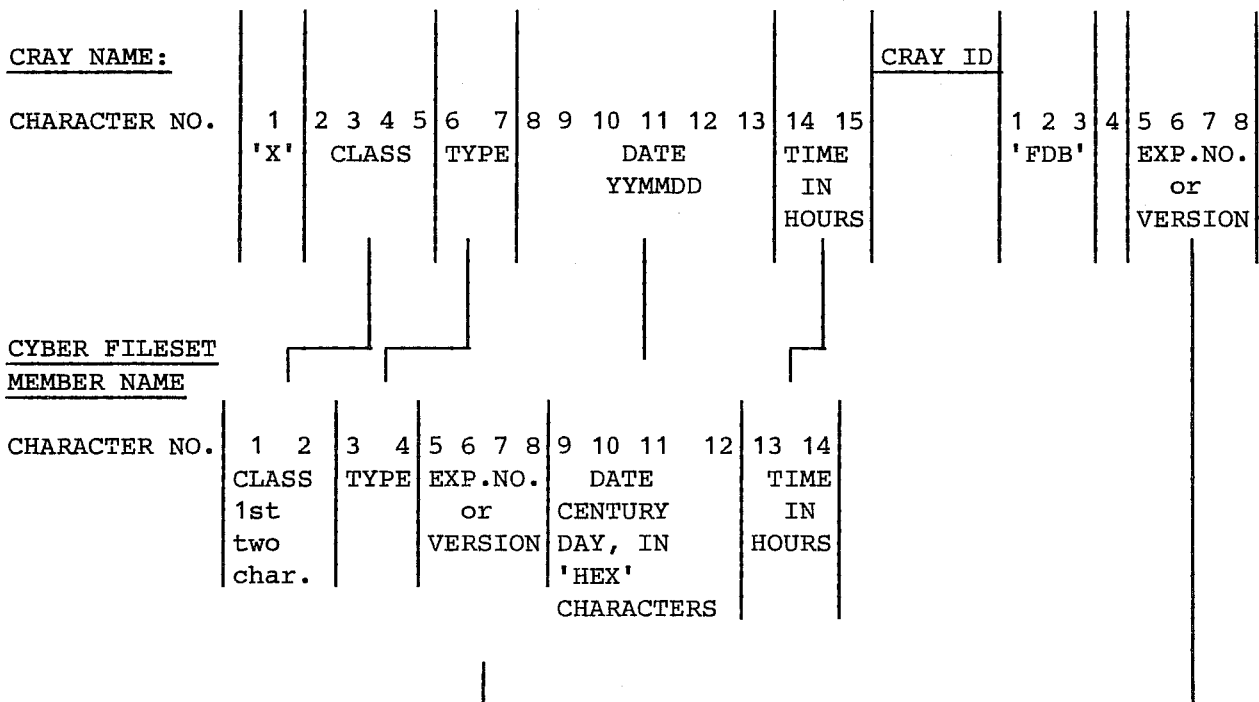 CRAY NAME: CRAY ID
CHARACTER NO. 1 2 3 4 5 6 7 8 9 10 11 12 13 14 15 1 2 3 4 5 6 7 8
'X' CLASS TYPE DATE TIME 'FDB' EXP.NO.
YYMMDD IN or
HOURS VERSION
CYBER FILESET
MEMBER NAME
CHARACTER NO. 1 2 3 4 5 6 7 8 9 10 11 12 13 14
CLASS TYPE EXP.NO. DATE TIME
1st or CENTURY IN
two VERSION DAY, IN HOURS
char. 'HEX'
CHARACTERS